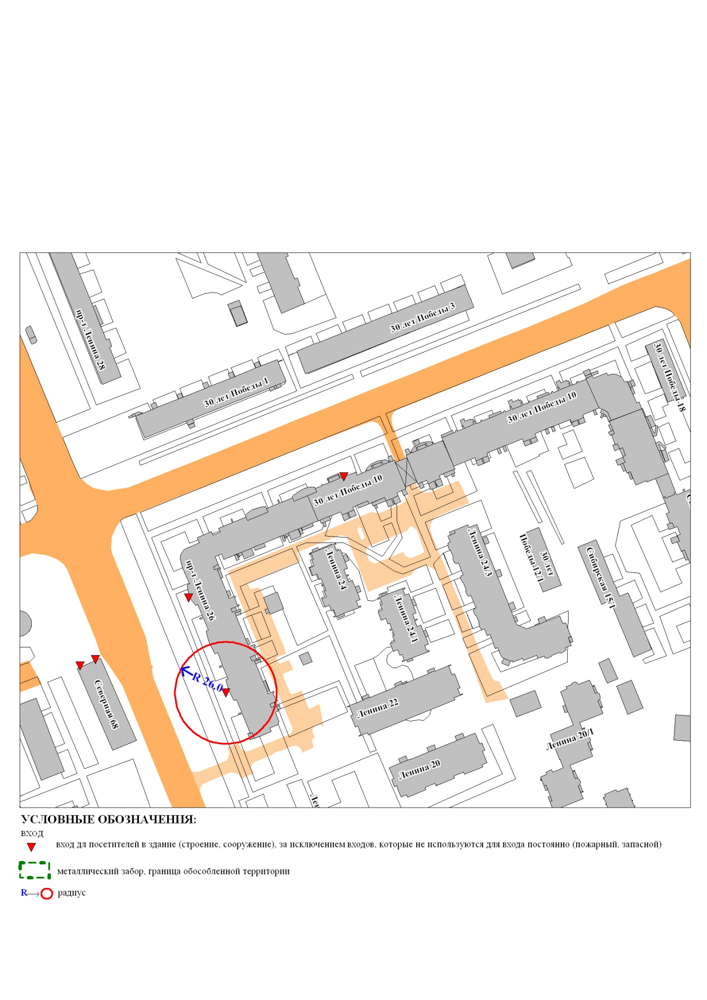 пр-т Ленина 28
30 лет Победы 3
30 лет Победы 1
30 лет Победы 18
30 лет Победы 10
30 лет Победы 10
пр-т Ленина 26
Ленина 24
Ленина 24/3
30 лет
Победы 12/1
Сибирская 15/1
Ленина 24/1
R 26.0
Северная 68
Ленина 22
Ленина 20/1
Ленина 20
Лен
УСЛОВНЫЕ ОБОЗНАЧЕНИЯ:
вход
вход дл посетителей в здание (строение, сооружение), за исключением входов, которые не используются для входа постоянно (пожарный, запасной)
металлический забор, граница обособленной территории
R
радиус